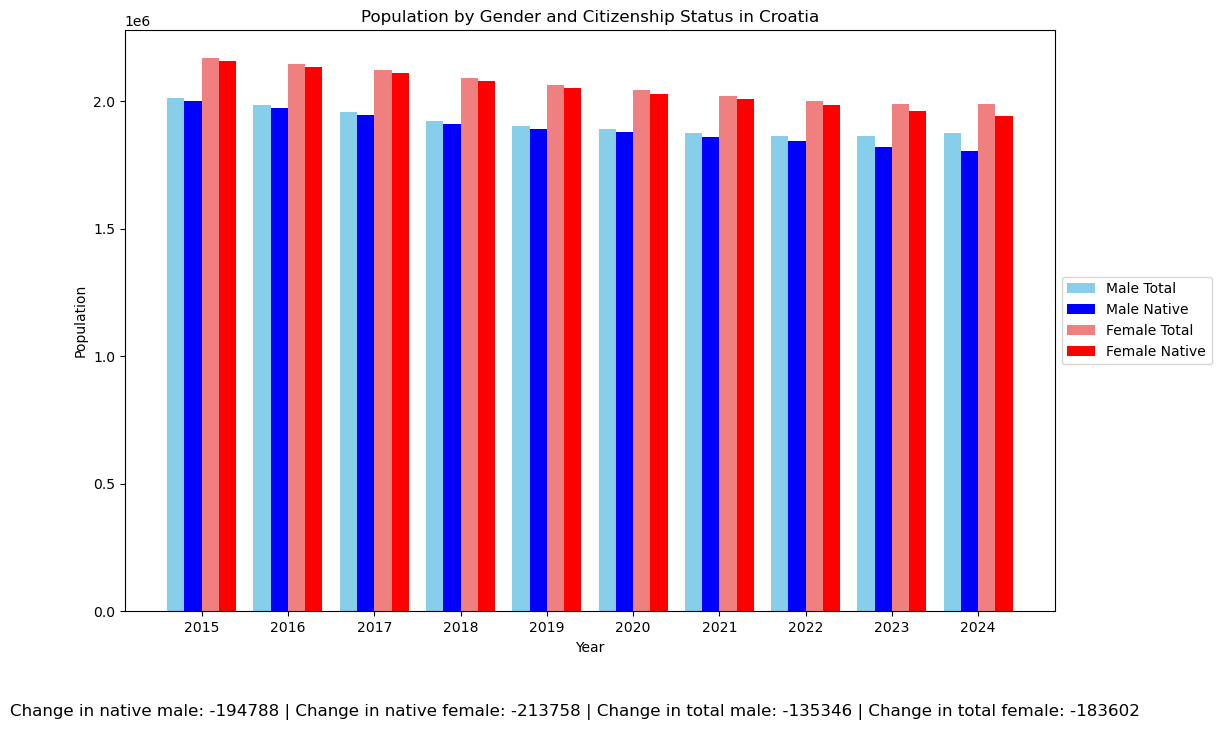 Population by Gender and Citizenship Status in Croatia
1e6
2.0
1.5
1.0
0.5
0.0
Population
2015 2016 2017 2018 2019 2020 2021 2022 2023 2024
Year
Male Total
Male Native
Female Total
Female Native
Change in native male: -194788 | Change in native female: -213758 | Change in total male: -135346 | Change in total female: -183602